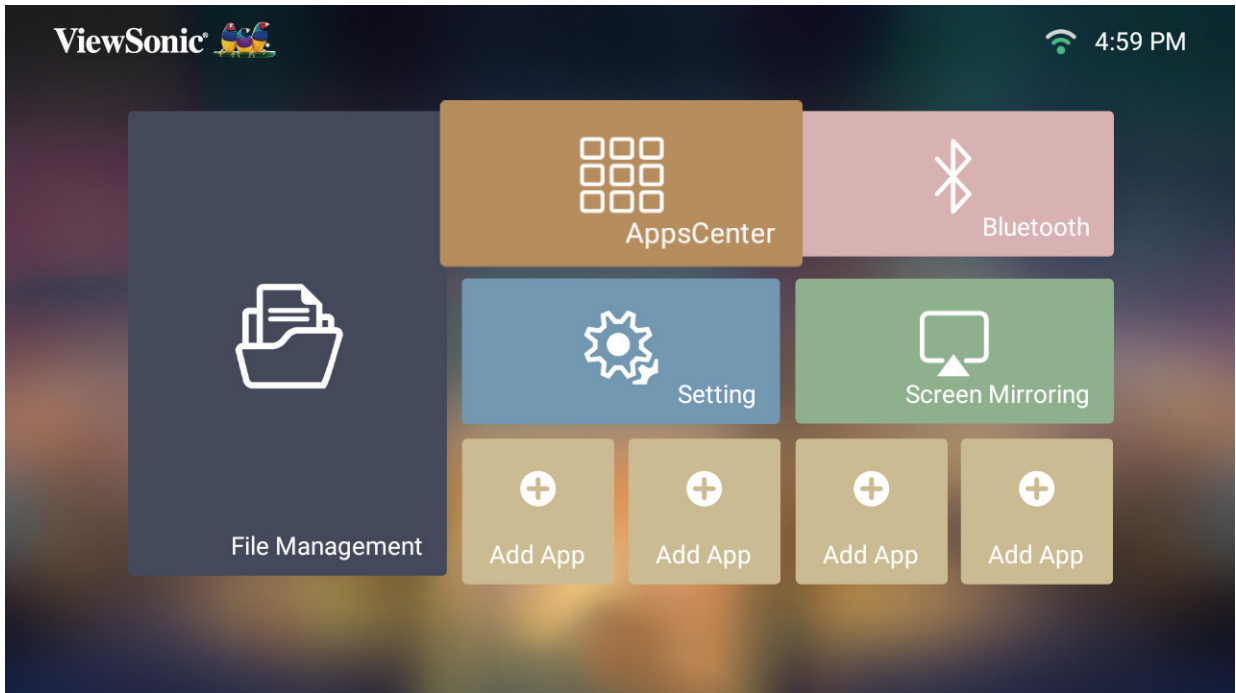 ViewSonic®
4:59 PM
AppsCenter
Bluetooth
Setting
Screen Mirroring
File Management
Add App
Add App
Add App
Add App